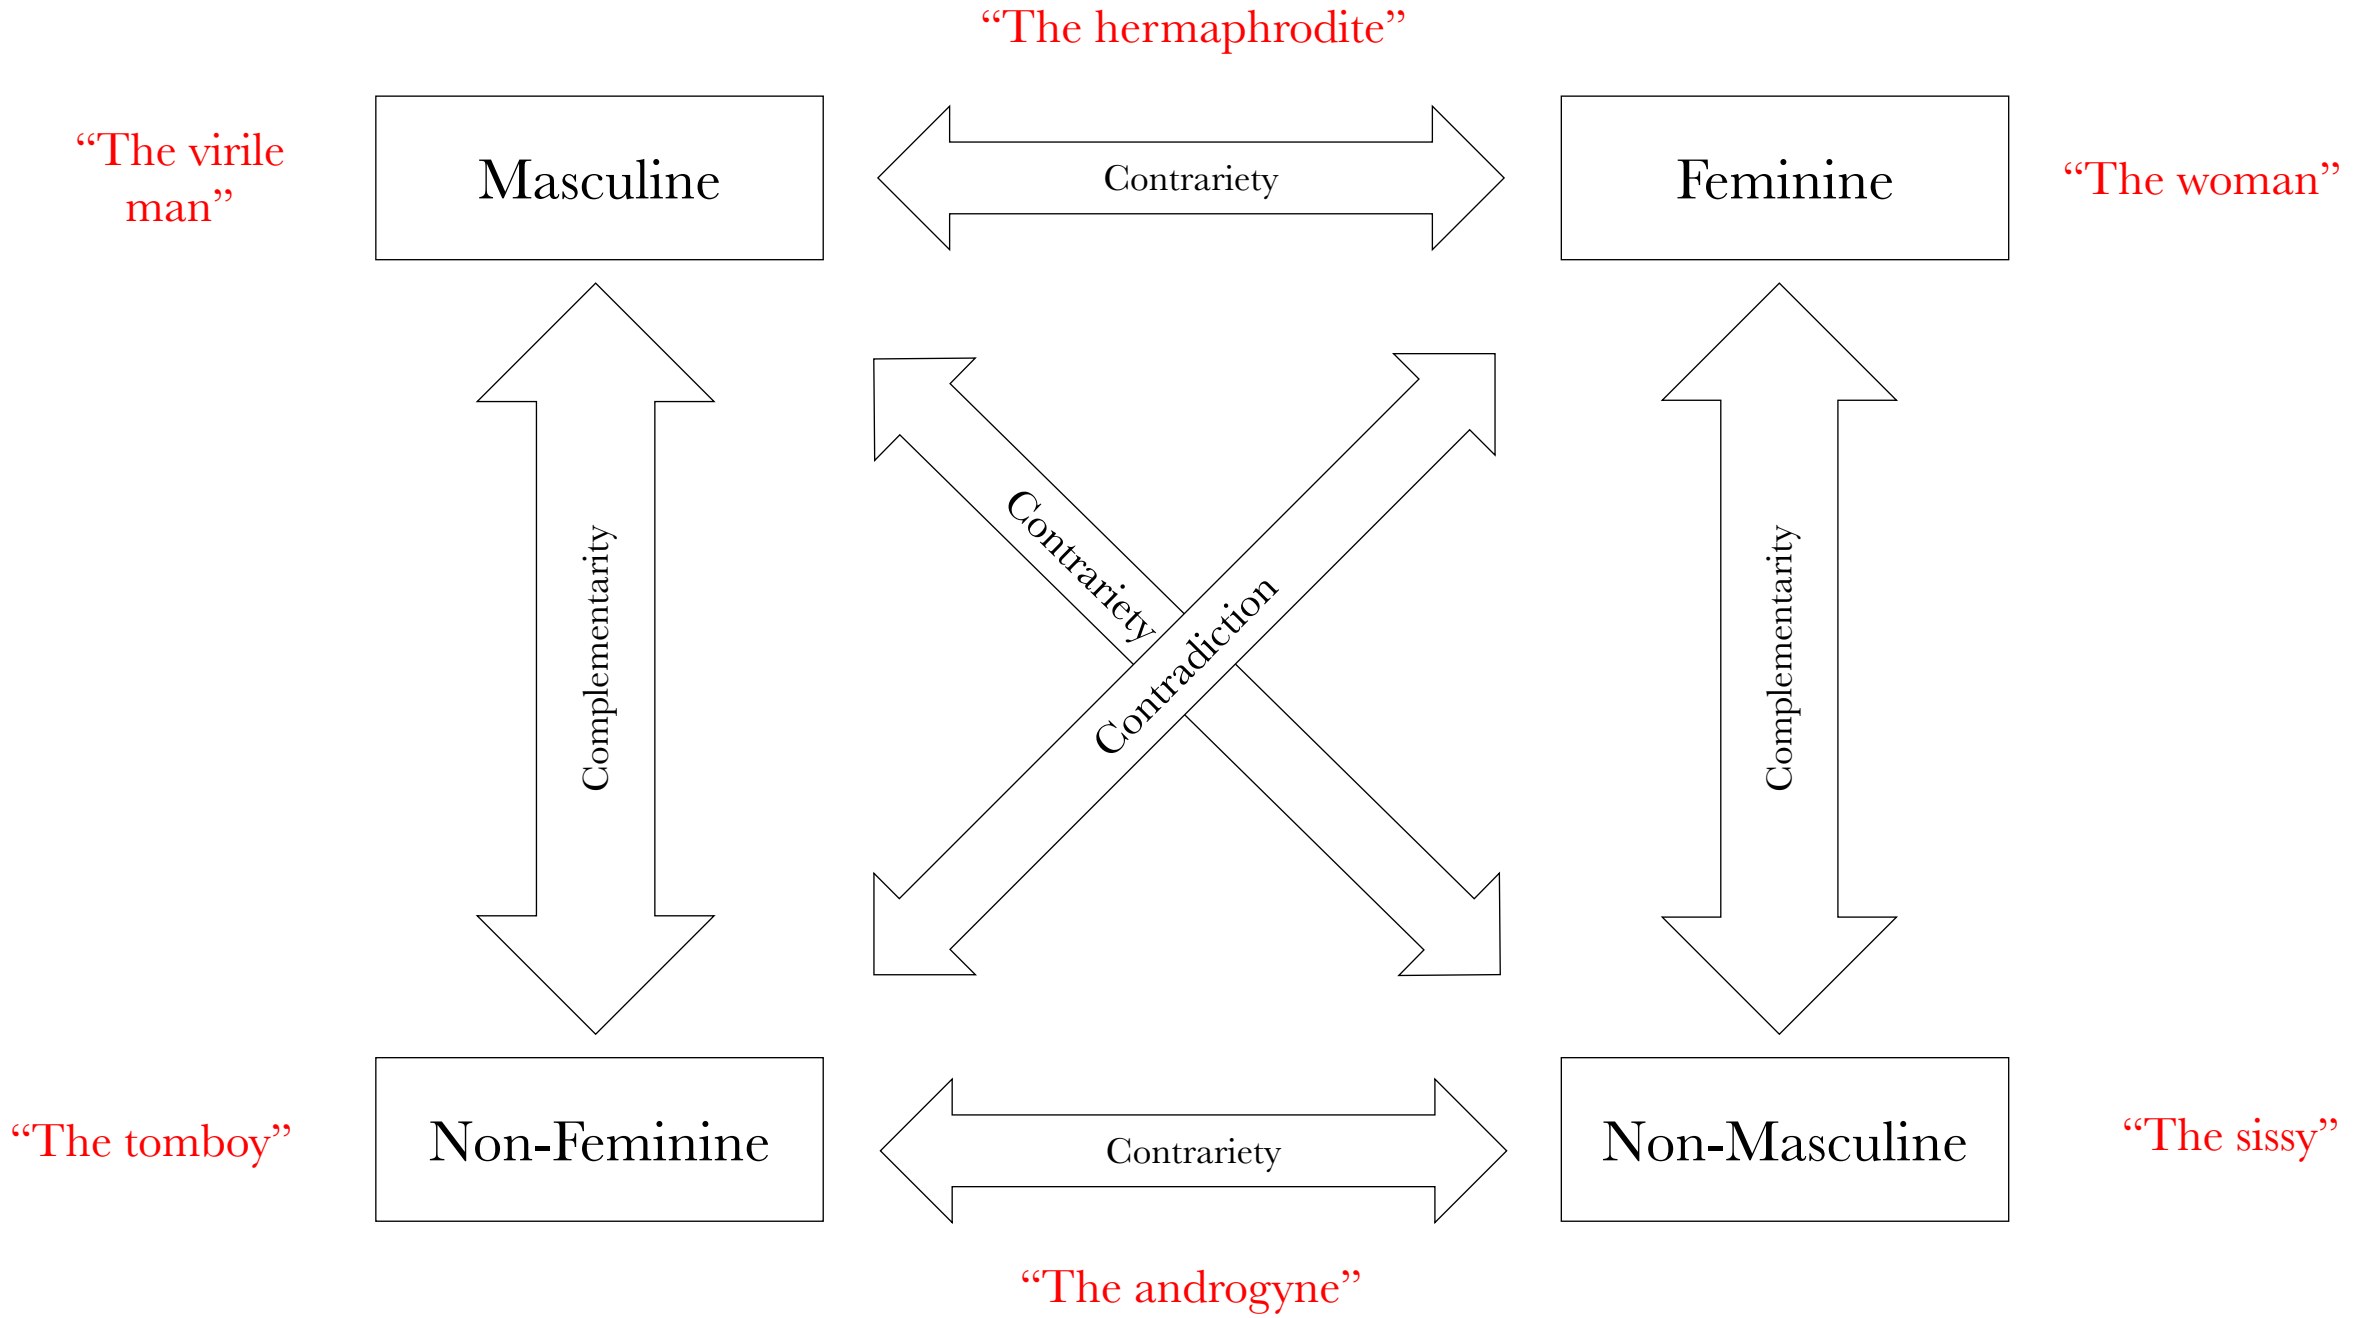 “The hermaphrodite”
“The virile
man”
Masculine
Contrariety
Feminine
“The woman”
Complementarity
Contrariety
Contradiction
Complementarity
“The tomboy”
Non-Feminine
Contrariety
Non-Masculine
“The sissy”
“The androgyne”